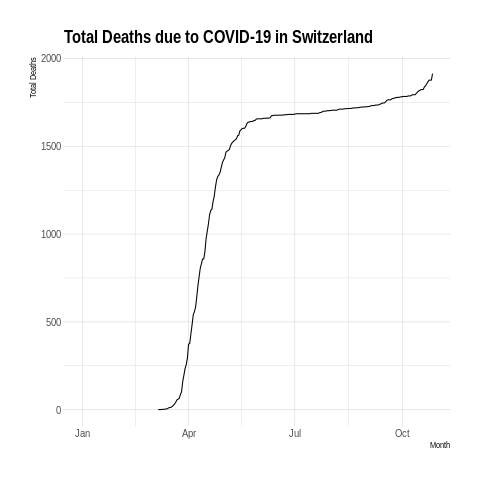 Total Deaths due to COVID-19 in Switzerland
Total Deaths
2000
1500
1000
500
0
Jan Apr Jul Oct
Month